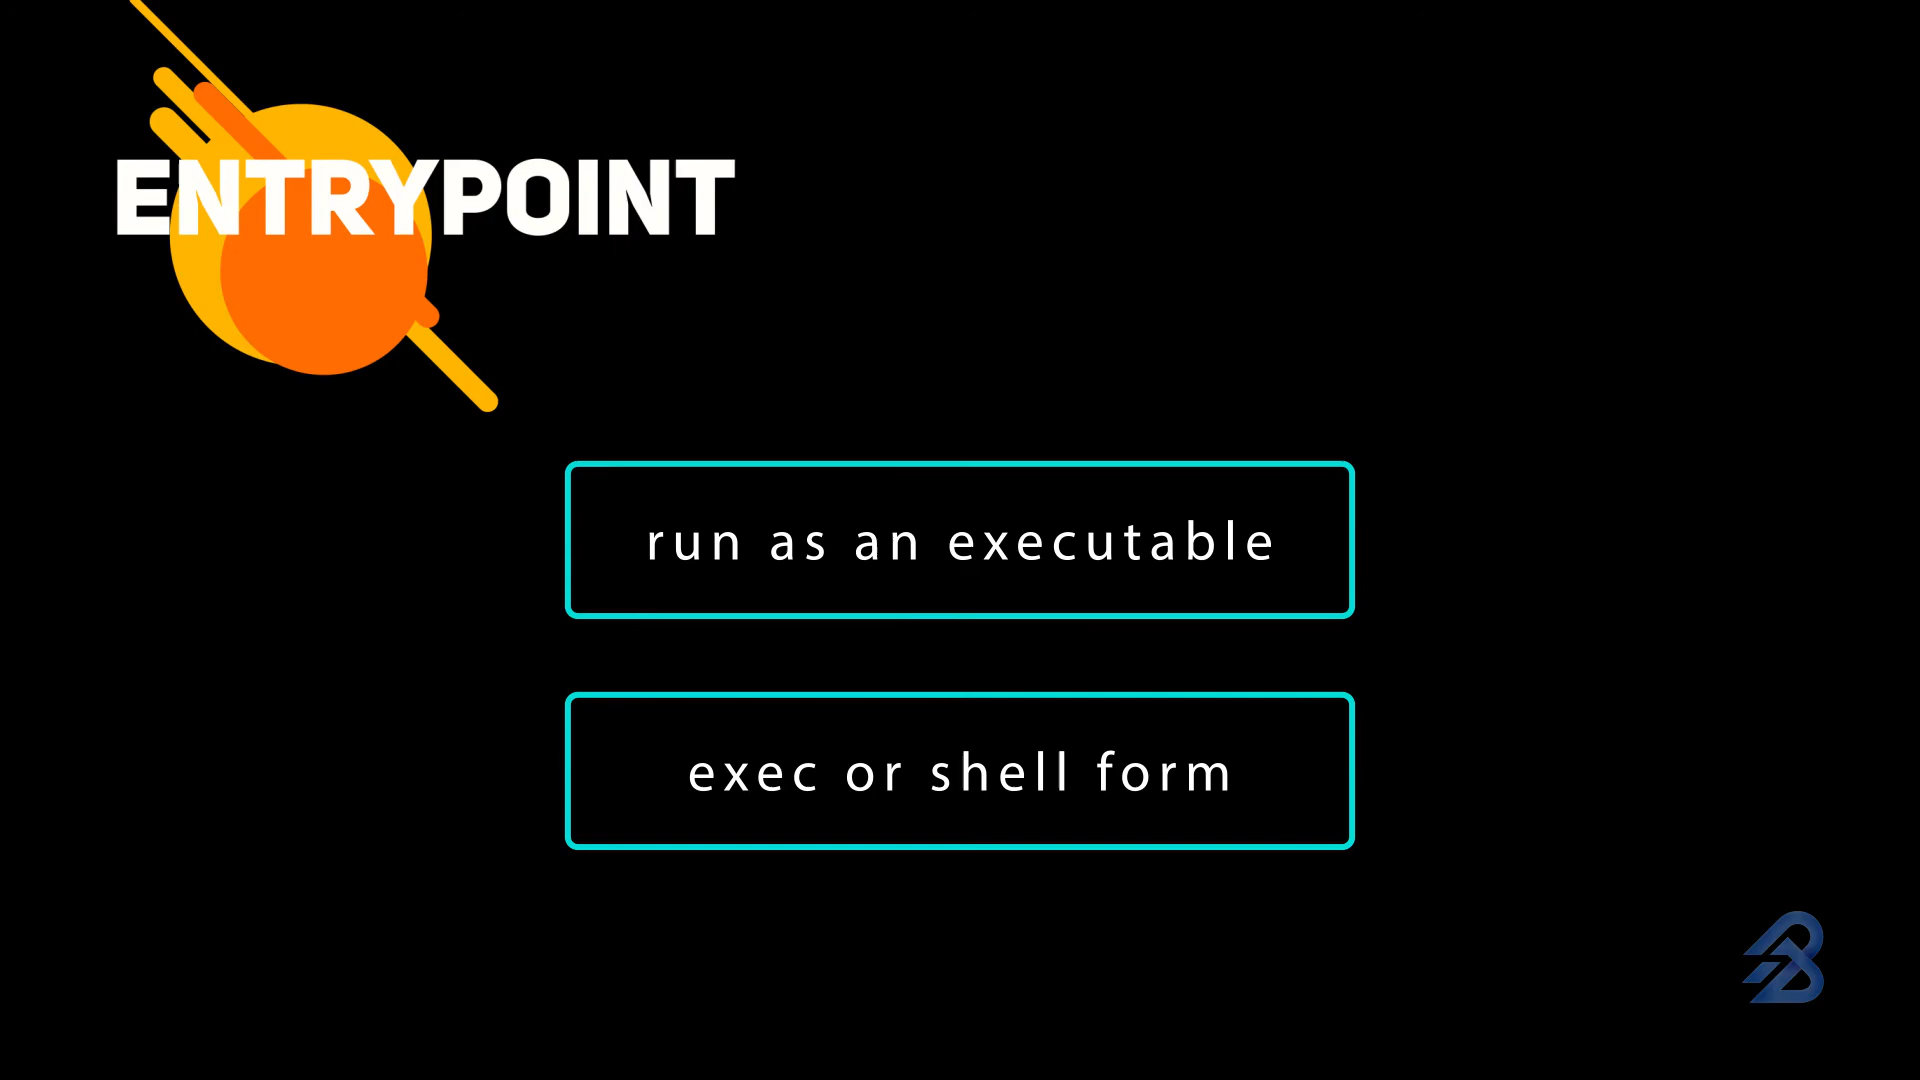 ENTRYPOINT
run as an executable
exec or shell form